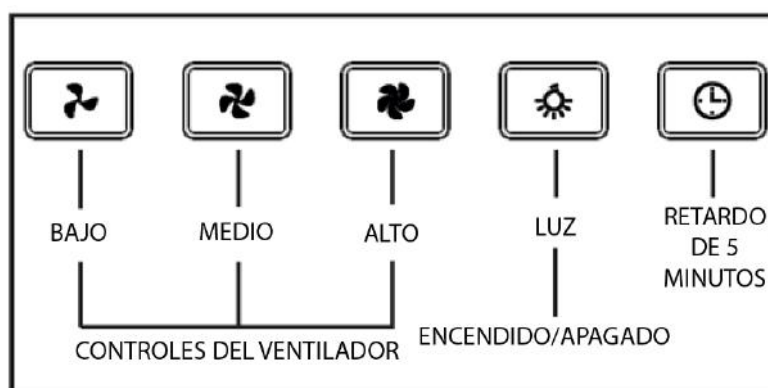 BAJO
MEDIO
ALTO
LUZ
RETARDO
DE 5
MINUTOS
CONTROLES DEL VENTILADOR
ENCENDIDO/APAGADO